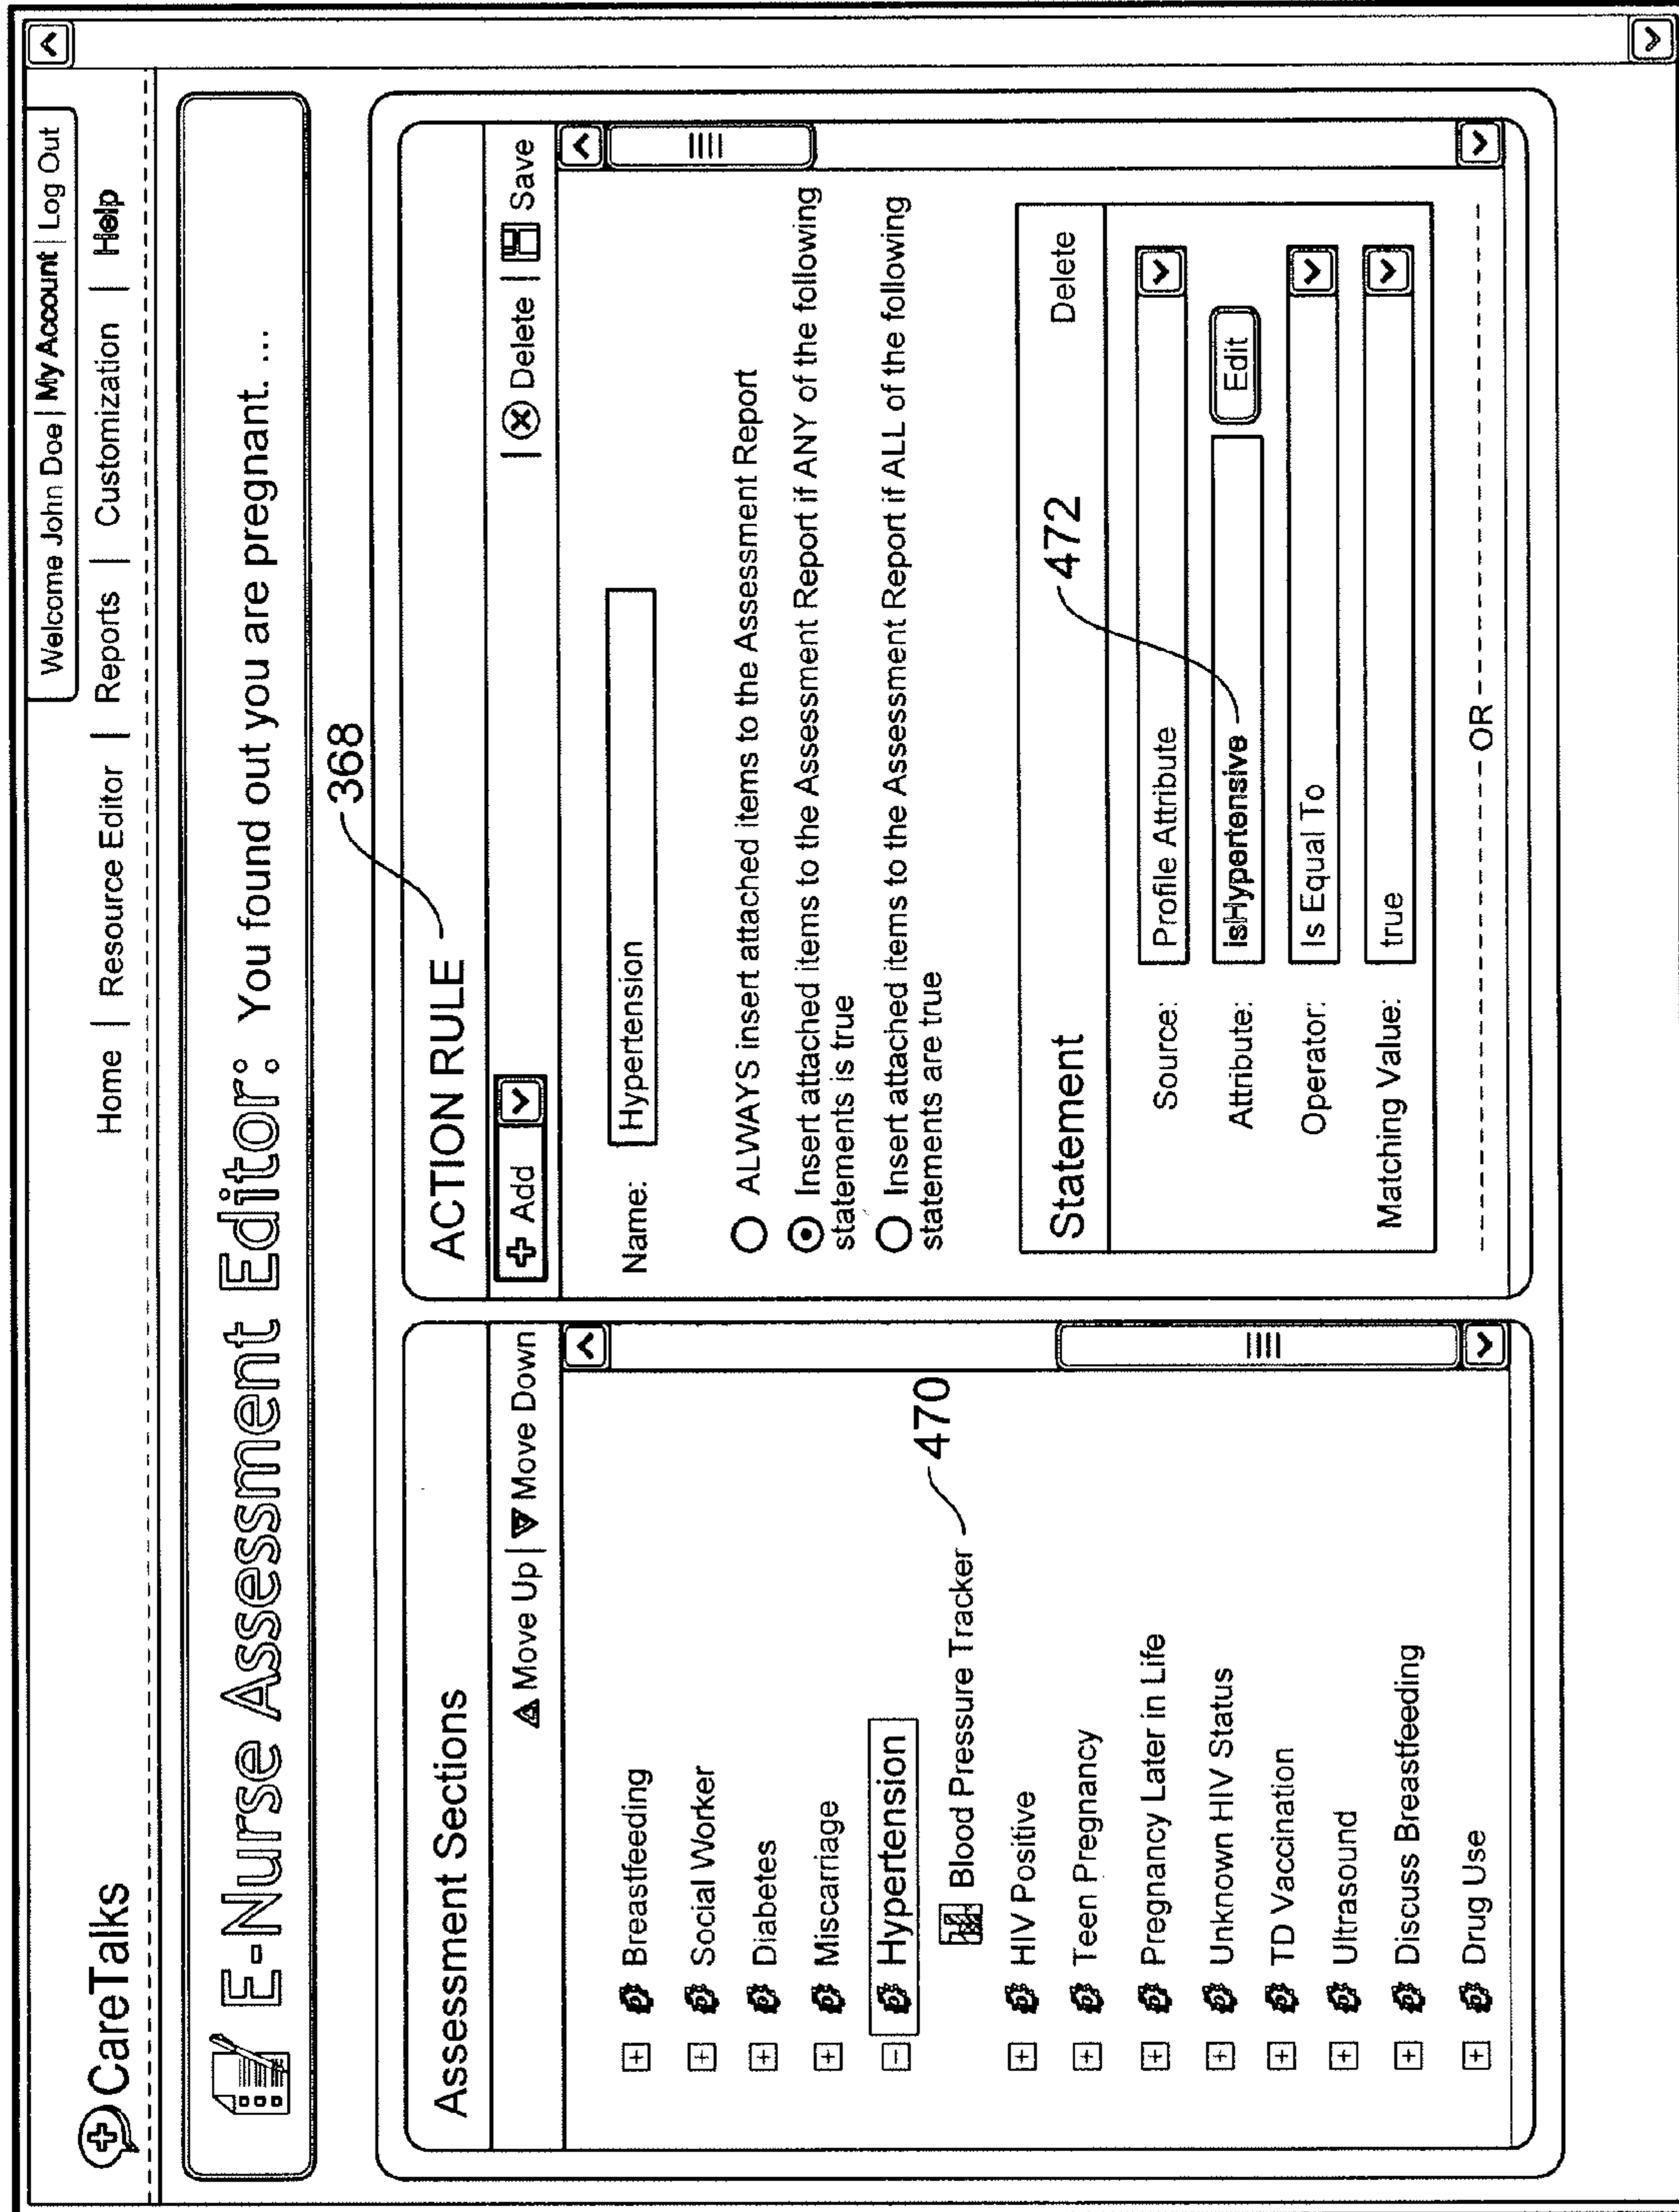 Welcome John Doe | My Account | Log Out
CareTalks
Home | Resource Editor | Reports | Customization | Help
E-Nurse Assessment Editor: You found out you are pregnant. ...
368
Assessment Sections
Move Up | Move Down
Breastfeeding
Social Worker
Diabetes
Miscarriage
Hypertension
Blood Pressure Tracker
470
HIV Positive
Teen Pregnancy
Pregnancy Later in Life
Unknown HIV Status
TD Vaccination
Ultrasound
Discuss Breastfeeding
Drug Use
ACTION RULE
Add | Delete | Save
Name: Hypertension
ALWAYS insert attached items to the Assessment Report
Insert attached items to the Assessment Report if ANY of the following
statements is true
Insert attached items to the Assessment Report if ALL of the following
statements are true
472
Statement Delete
Source: Profile Attribute
Attribute: isHypertensive Edit
Operator: Is Equal To
Matching Value: true
OR